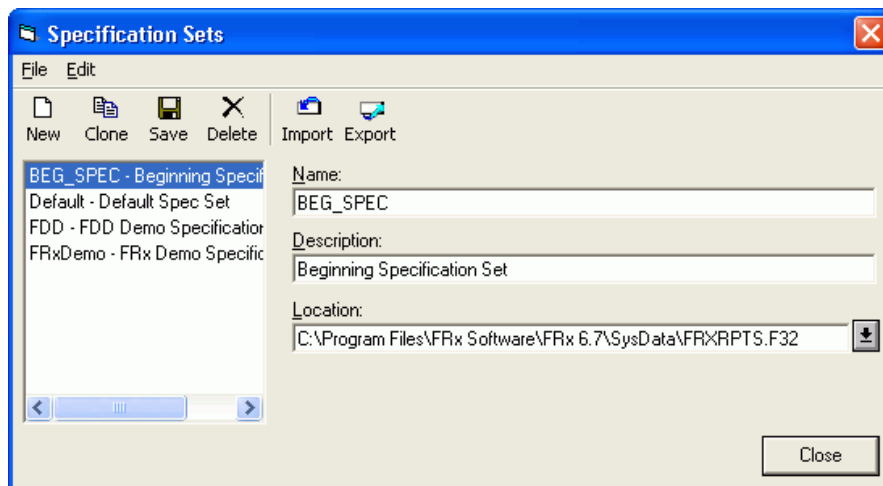 Specification Sets
File Edit
New Clone Save Delete Import Export
BEG_SPEC - Beginning Specif
Default - Default Spec Set
FDD - FDD Demo Specification
FRxDemo - FRx Demo Specific
Name:
BEG_SPEC
Description:
Beginning Specification Set
Location:
C:\Program Files\FRx Software\FRx 6.7\SysData\FRXRPTS.F32
Close